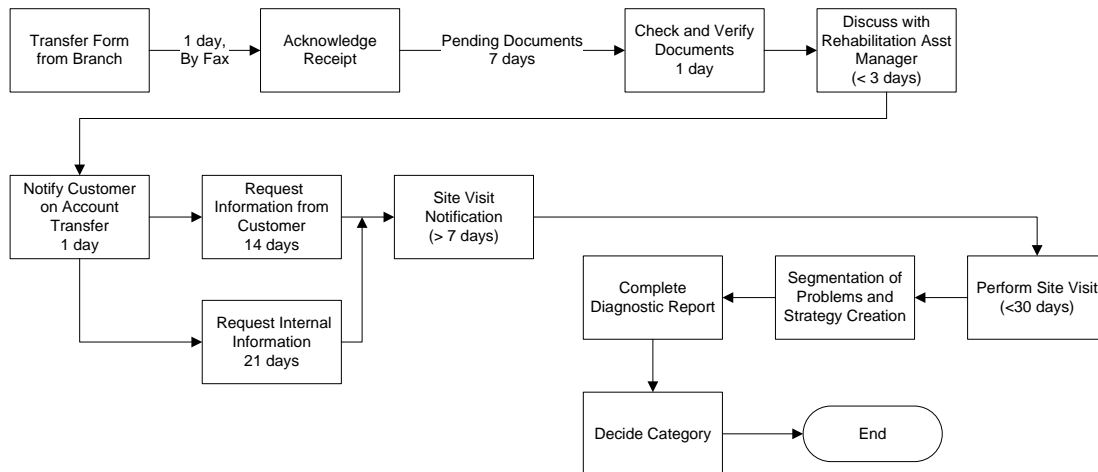 Transfer Form
from Branch
1 day,
By Fax
Acknowledge
Receipt
Pending Documents
7 days
Check and Verify
Documents
1 day
Discuss with
Rehabilitation Asst
Manager
(< 3 days)
Notify Customer
on Account
Transfer
1 day
Request
Information from
Customer
14 days
Site Visit
Notification
(> 7 days)
Request Internal
Information
21 days
Complete
Diagnostic Report
Segmentation of
Problems and
Strategy Creation
Perform Site Visit
(<30 days)
Decide Category
End